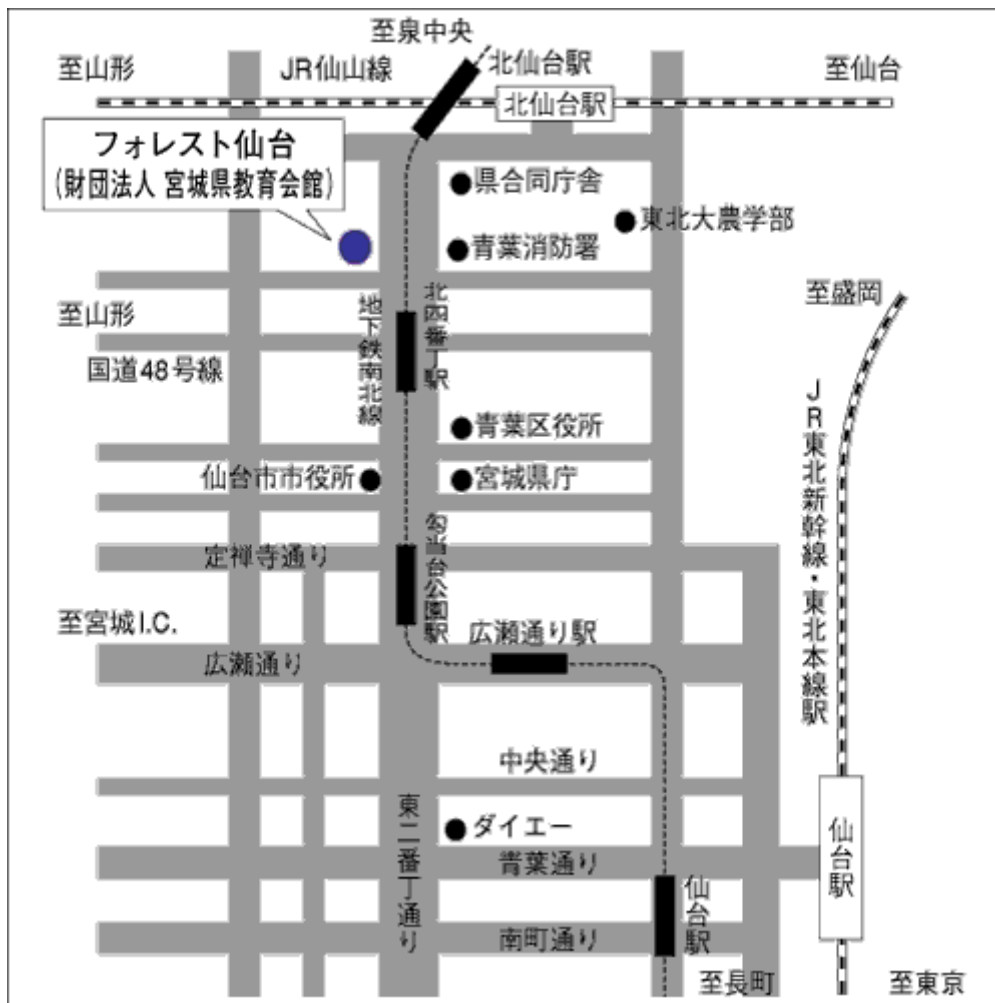 至泉中央
至山形
JR仙山線
北仙台駅
至仙台
北仙台駅
フォレスト仙台
(財団法人 宮城県教育会館)
県合同庁舎
東北大農学部
青葉消防署
至盛岡
至山形
国道48号線
地下鉄南北線
北四番丁駅
JR東北新幹線・東北本線駅
青葉区役所
仙台市市役所
宮城県庁
勾当台公園駅
定禅寺通り
至宮城I.C.
広瀬通り駅
広瀬通り
中央通り
東二番丁通り
ダイエー
青葉通り
仙台駅
仙台駅
南町通り
至長町
至東京